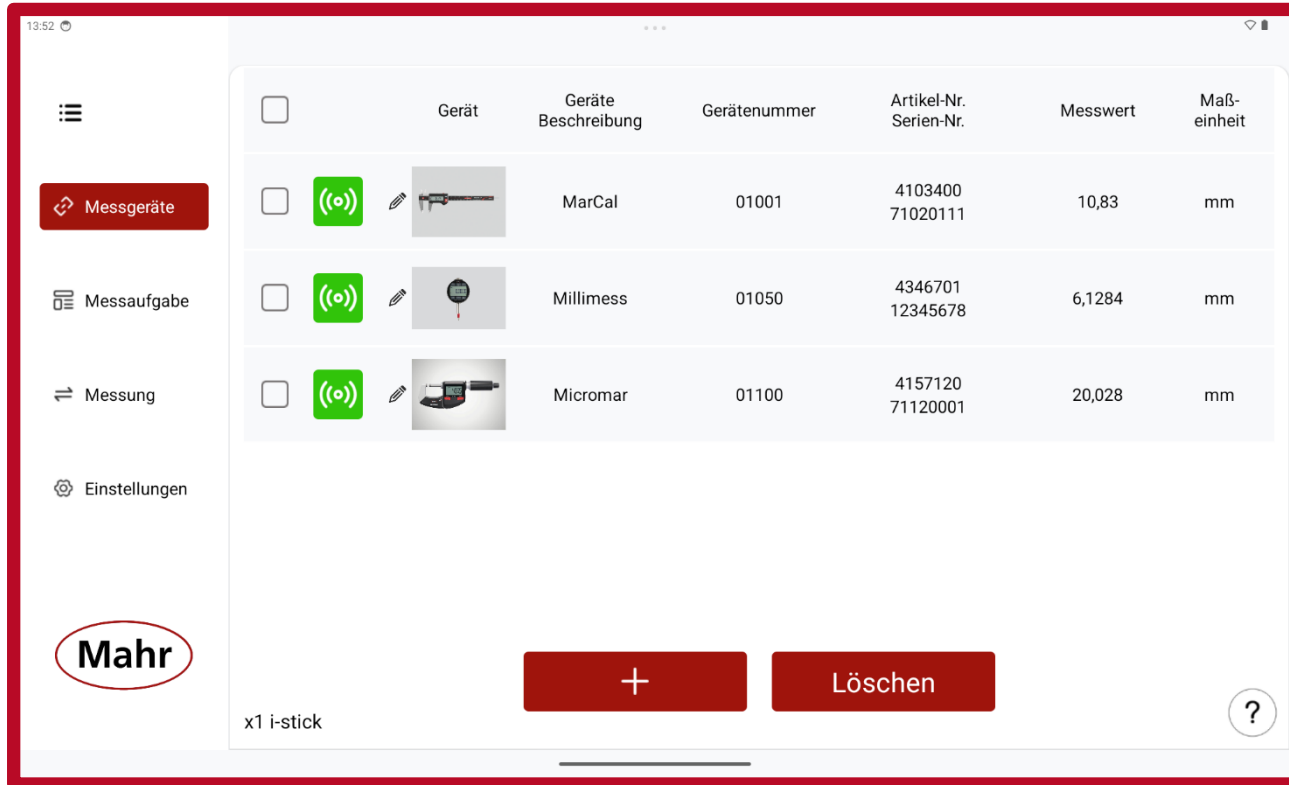 13:52
Messgeräte
Messaufgabe
Messung
Einstellungen
Mahr
Gerät
Geräte
Beschreibung
Gerätenummer
Artikel-Nr.
Serien-Nr.
Messwert
Maß-
einheit
MarCal
01001
4103400
71020111
10,83
mm
Millimess
01050
4346701
12345678
6,1284
mm
Micromar
01100
4157120
71120001
20,028
mm
+
Löschen
x1 i-stick
?